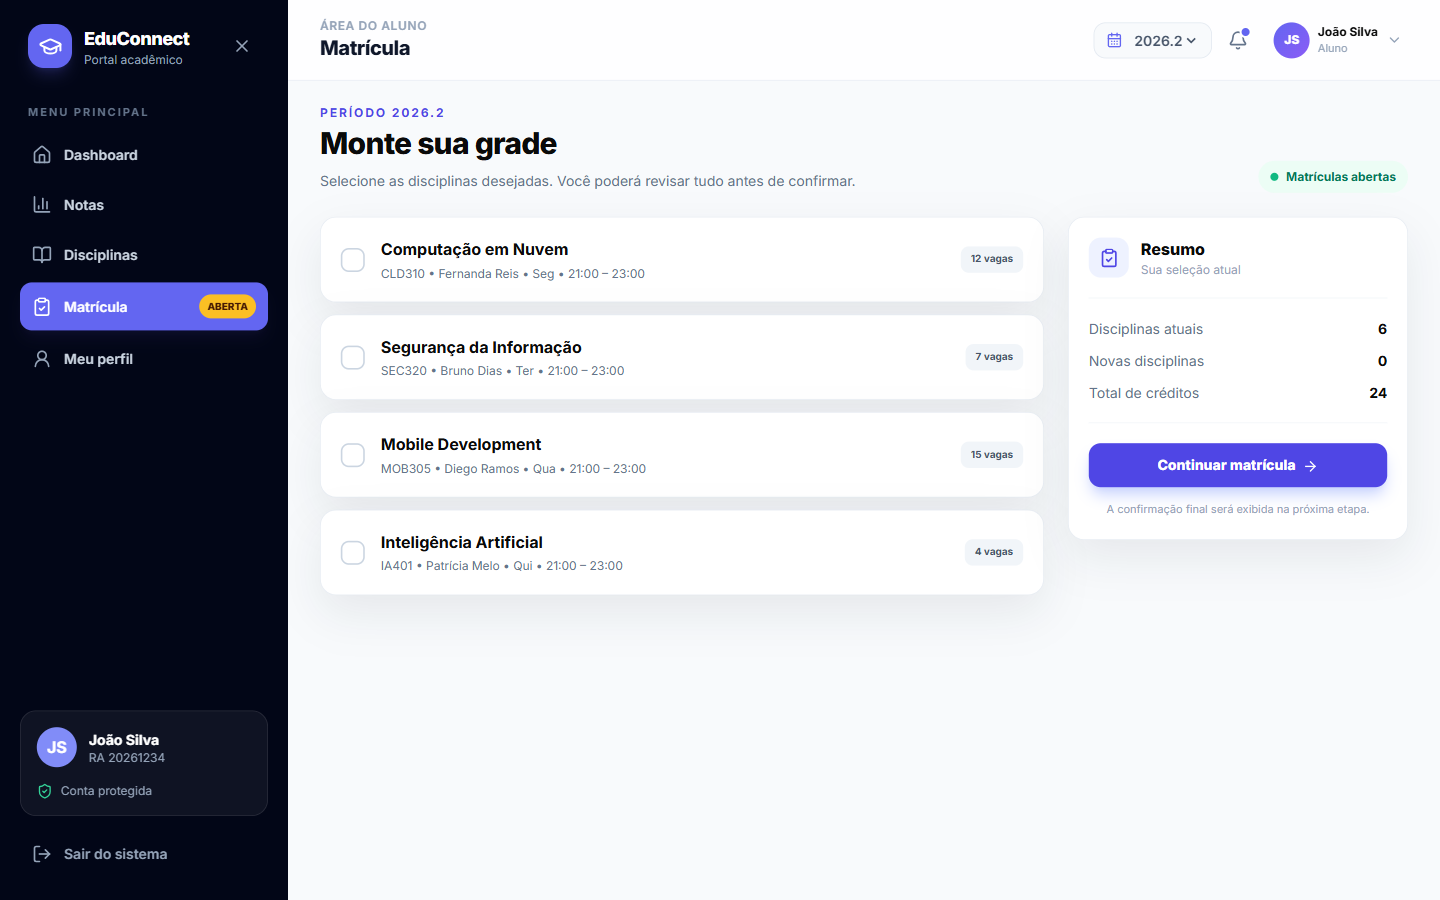 EduConnect
Portal acadêmico
MENU PRINCIPAL
Dashboard
Notas
Disciplinas
Matrícula
ABERTA
Meu perfil
JS
João Silva
RA 20261234
Conta protegida
Sair do sistema
ÁREA DO ALUNO
Matrícula
2026.2
JS
João Silva
Aluno
PERÍODO 2026.2
Monte sua grade
Selecione as disciplinas desejadas. Você poderá revisar tudo antes de confirmar.
Matrículas abertas
Computação em Nuvem
CLD310 • Fernanda Reis • Seg • 21:00 – 23:00
12 vagas
Segurança da Informação
SEC320 • Bruno Dias • Ter • 21:00 – 23:00
7 vagas
Mobile Development
MOB305 • Diego Ramos • Qua • 21:00 – 23:00
15 vagas
Inteligência Artificial
IA401 • Patrícia Melo • Qui • 21:00 – 23:00
4 vagas
Resumo
Sua seleção atual
Disciplinas atuais 6
Novas disciplinas 0
Total de créditos 24
Continuar matrícula →
A confirmação final será exibida na próxima etapa.